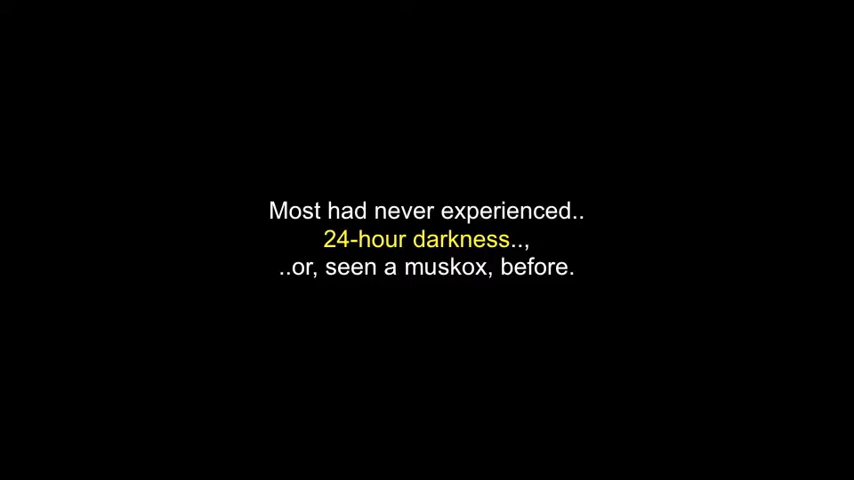 Most had never experienced..
24-hour darkness..,
..or, seen a muskox, before.